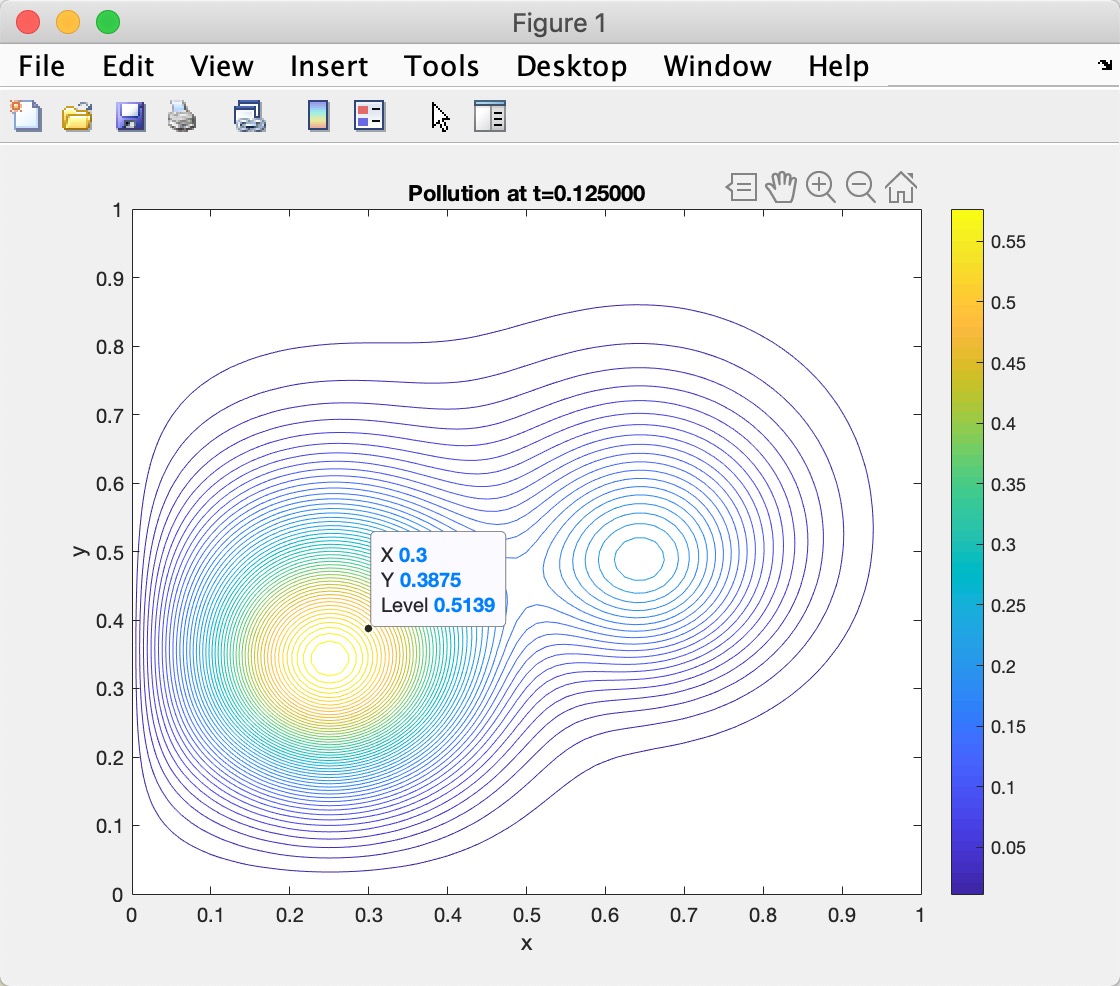 Figure 1
File Edit View Insert Tools Desktop Window Help
Pollution at t=0.125000
1
0.9
0.8
0.7
0.6
0.5
0.4
0.3
0.2
0.1
0
y
X 0.3
Y 0.3875
Level 0.5139
0.55
0.5
0.45
0.4
0.35
0.3
0.25
0.2
0.15
0.1
0.05
0 0.1 0.2 0.3 0.4 0.5 0.6 0.7 0.8 0.9 1
x